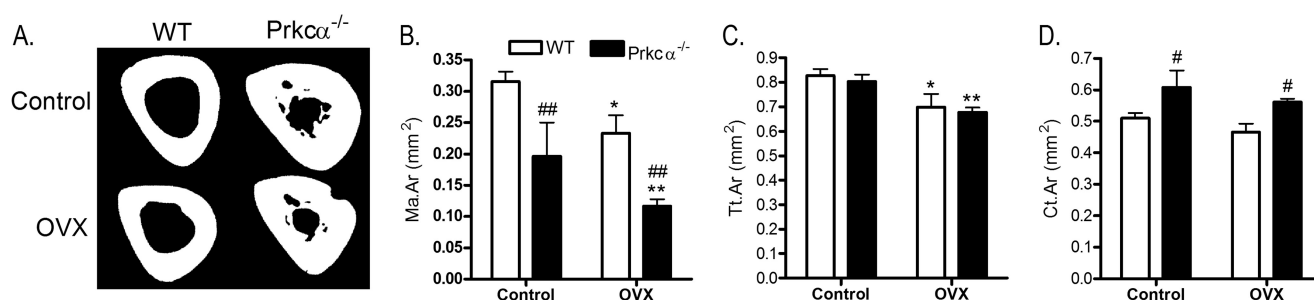 A.
WT Prkcα-/-
Control
OVX
B.
WT Prkcα-/-
Ma.Ar (mm2)
0.35
0.30
0.25
0.20
0.15
0.10
0.05
0.00
##
*
##
**
Control OVX
C.
Tt.Ar (mm2)
0.9
0.8
0.7
0.6
0.5
0.4
0.3
0.2
0.1
0.0
*
**
Control OVX
D.
Ct.Ar (mm2)
0.7
0.6
0.5
0.4
0.3
0.2
0.1
0.0
#
#
Control OVX